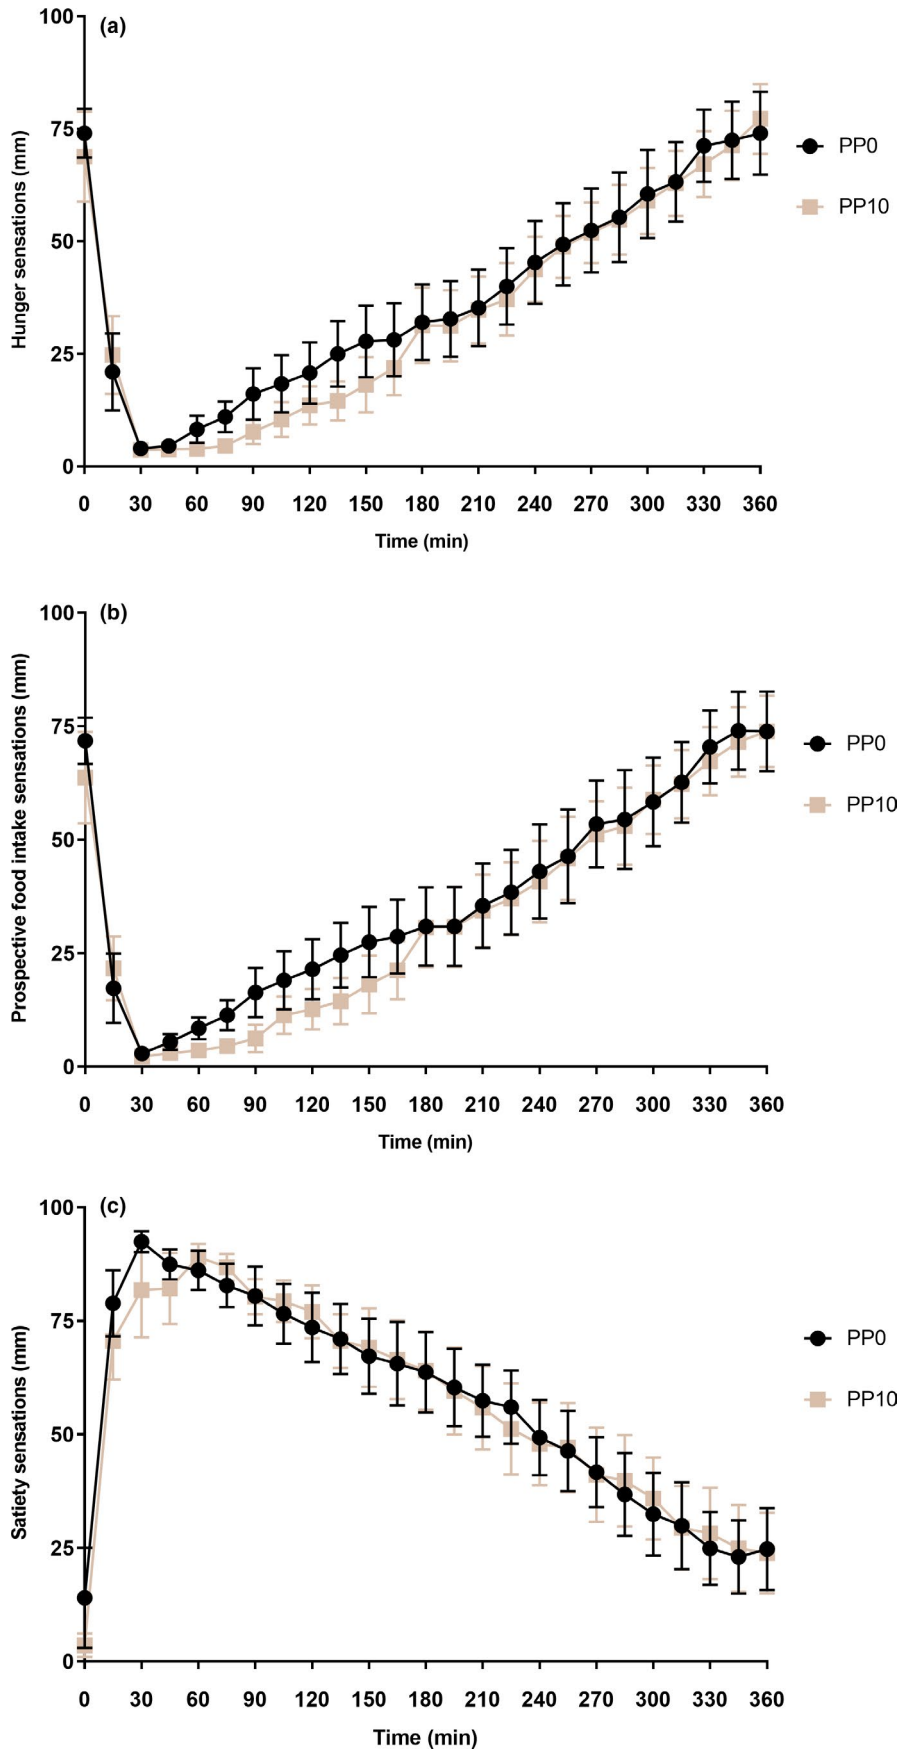 (a)
100
75
50
25
0
Hunger sensations (mm)
0 30 60 90 120 150 180 210 240 270 300 330 360
Time (min)
PP0
PP10
(b)
100
75
50
25
0
Prospective food intake sensations (mm)
0 30 60 90 120 150 180 210 240 270 300 330 360
Time (min)
PP0
PP10
(c)
100
75
50
25
0
Satiety sensations (mm)
0 30 60 90 120 150 180 210 240 270 300 330 360
Time (min)
PP0
PP10